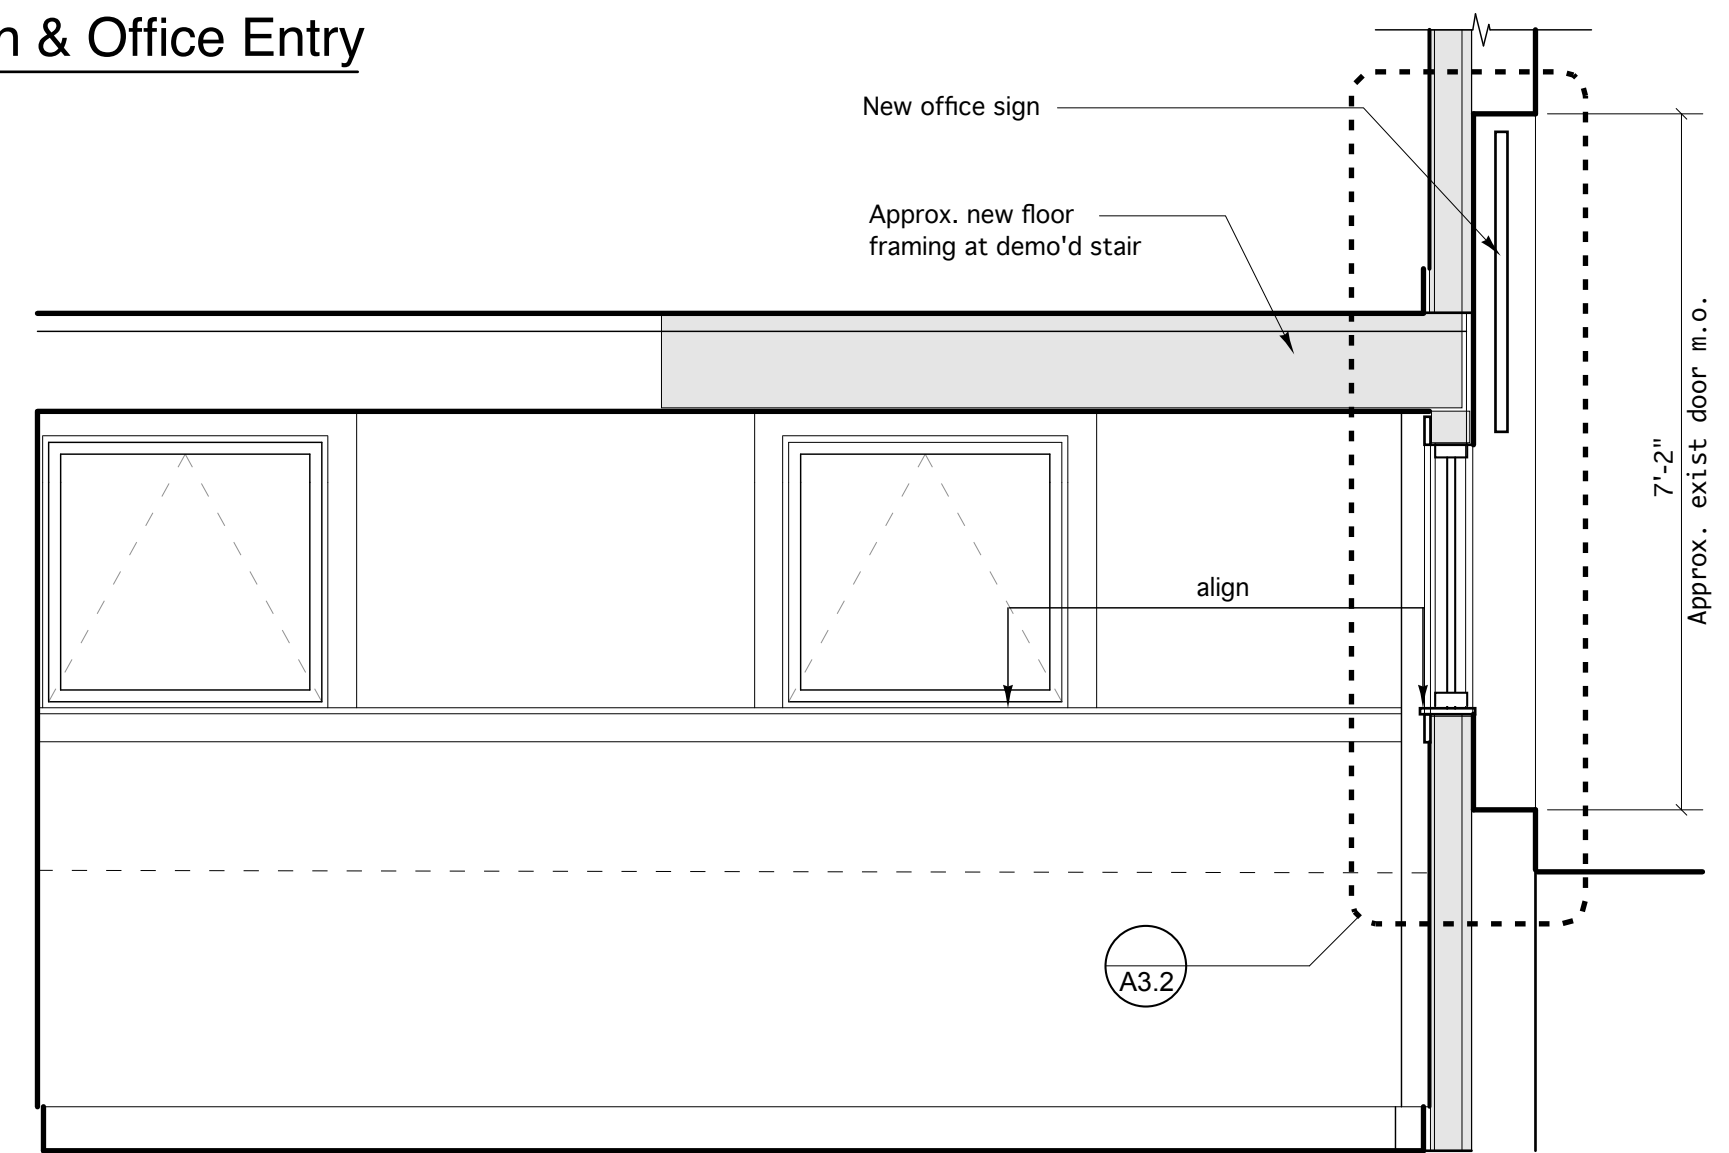 n & Office Entry
New office sign
Approx. new floor
framing at demo'd stair
7'-2"
Approx. exist door m.o.
align
A3.2